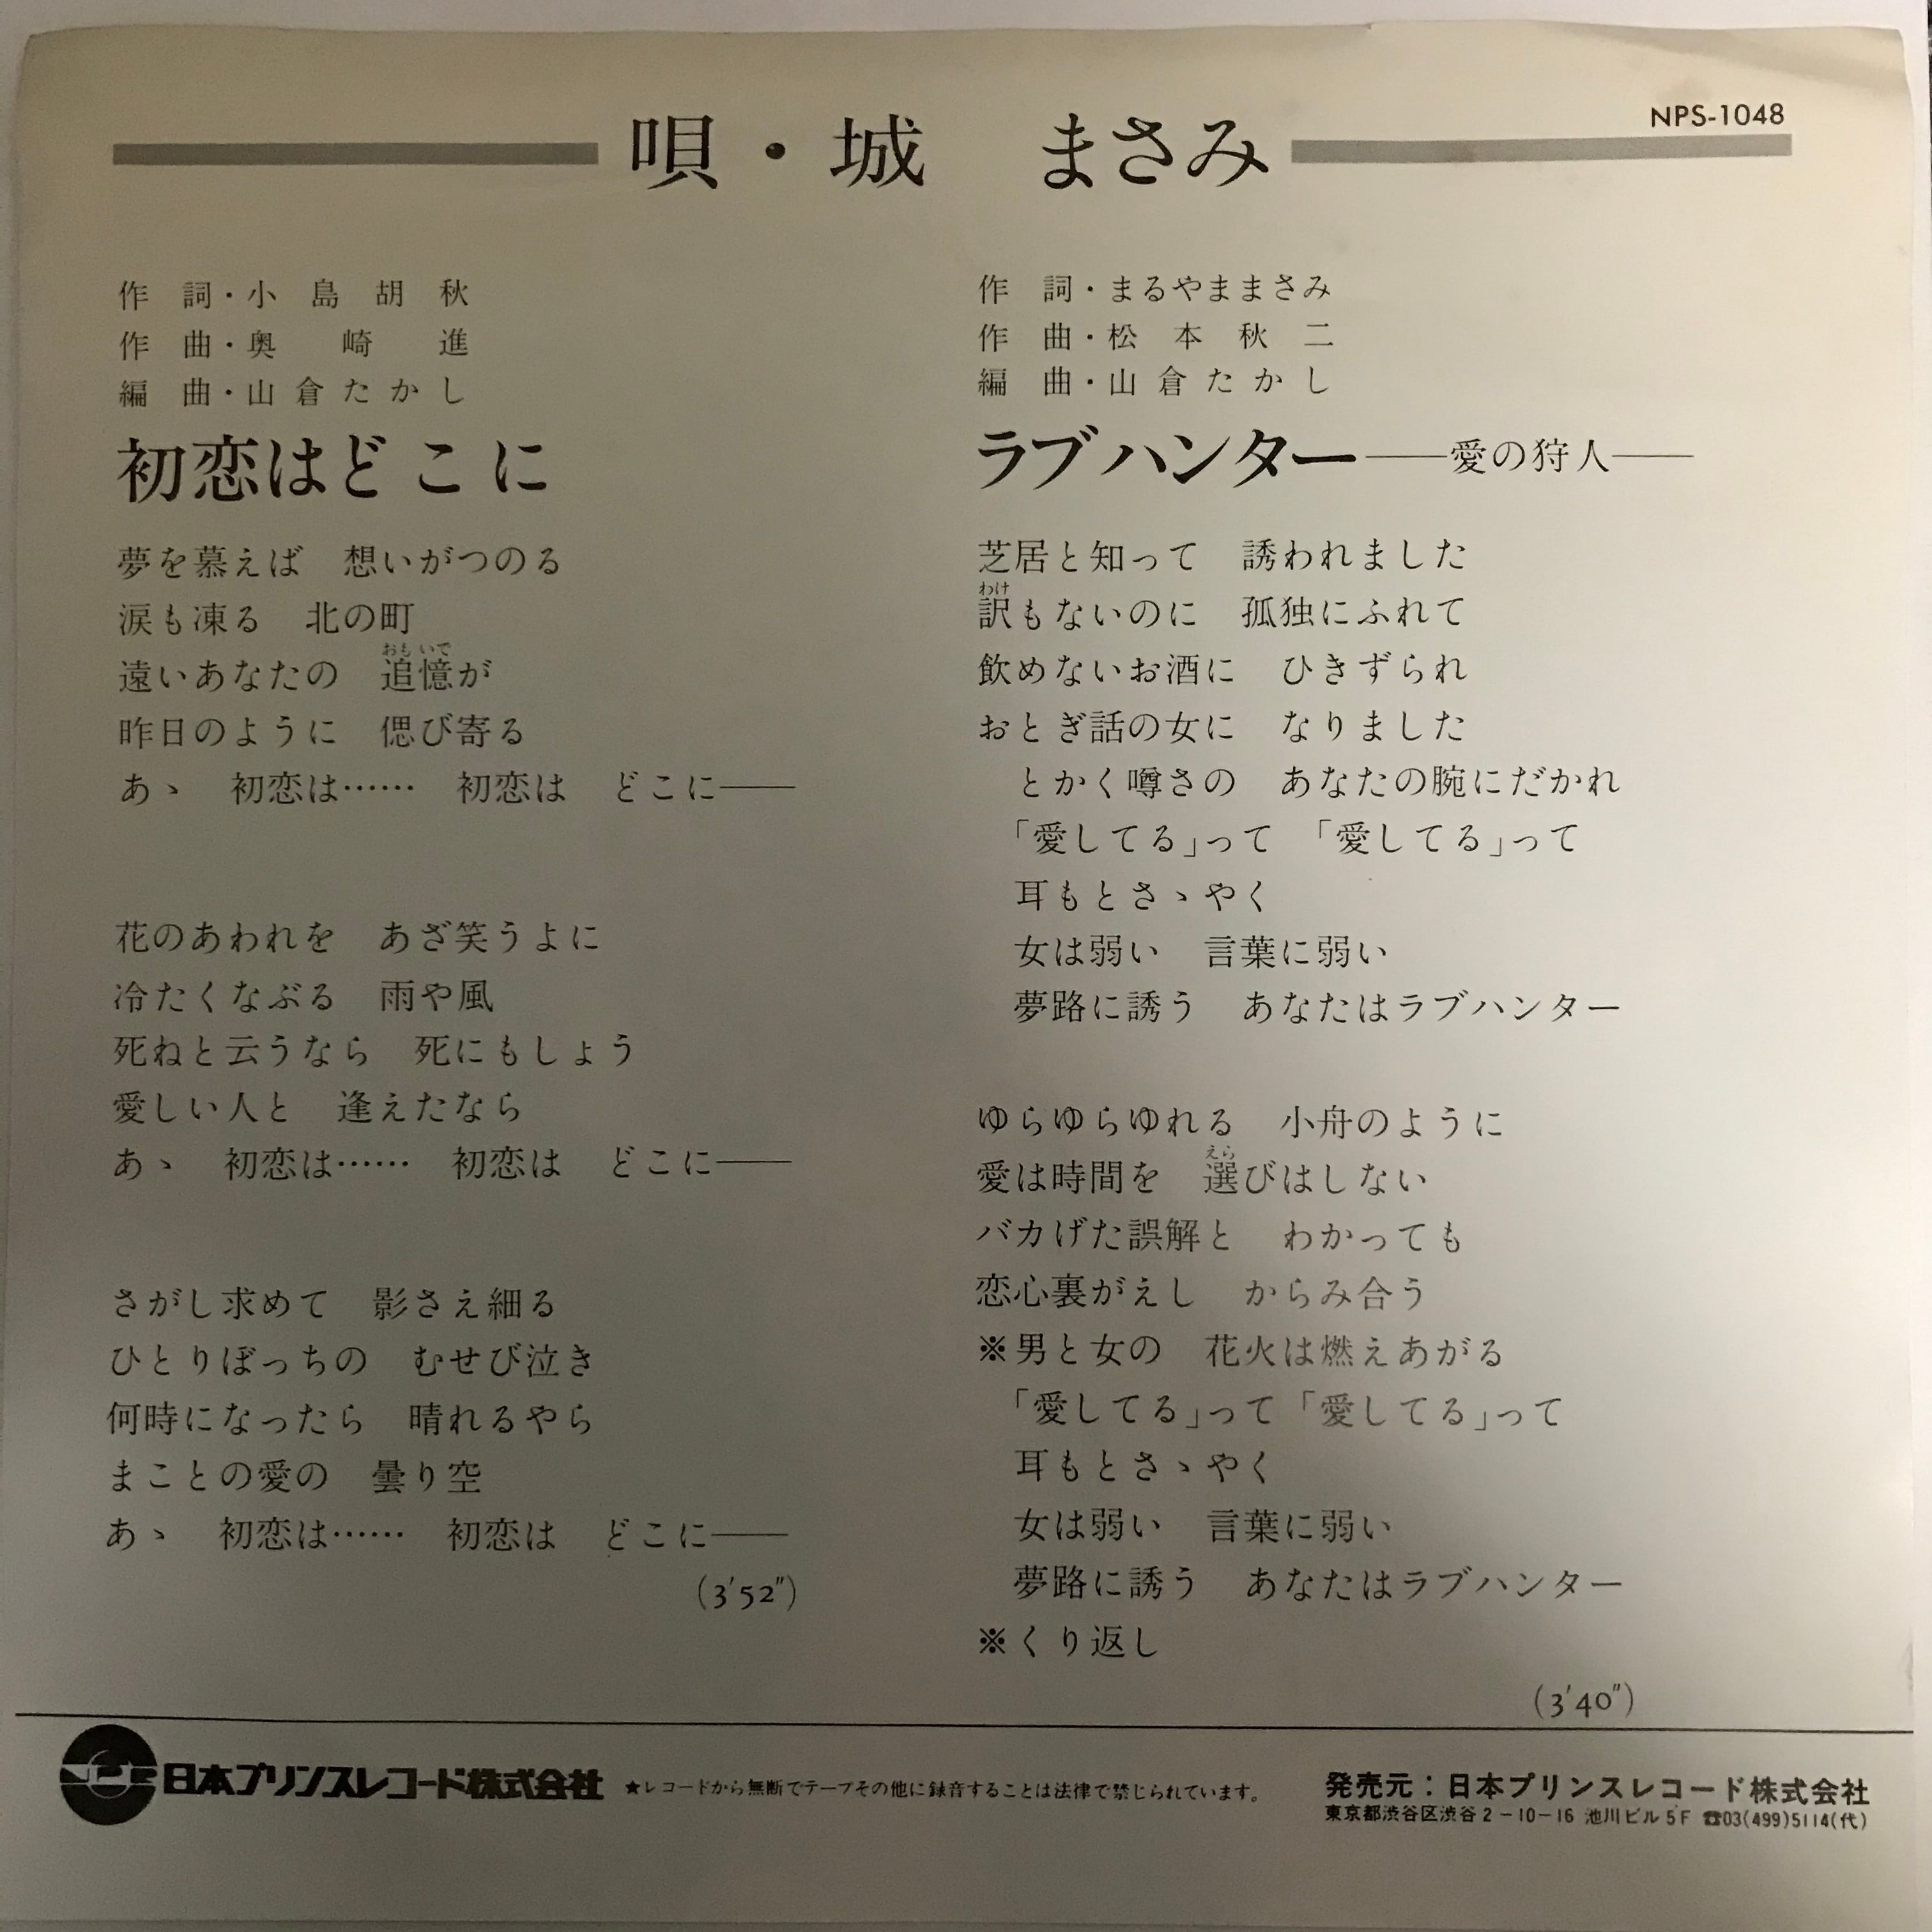 NPS-1048
唄・城　まさみ
作　詞・小島胡秋
作　曲・奥崎進
編　曲・山倉たかし
初恋はどこに
夢を慕えば　想いがつのる
涙も凍る　北の町
おもいで
遠いあなたの　追憶が
昨日のように　偲び寄る
あゝ　初恋は……　初恋は　どこに——
花のあわれを　あざ笑うよに
冷たくなぶる　雨や風
死ねと云うなら　死にもしょう
愛しい人と　逢えたなら
あゝ　初恋は……　初恋は　どこに——
さがし求めて　影さえ細る
ひとりぼっちの　むせび泣き
何時になったら　晴れるやら
まことの愛の　曇り空
あゝ　初恋は……　初恋は　どこに——
(3′52″)
作　詞・まるやままさみ
作　曲・松本秋二
編　曲・山倉たかし
ラブハンター——愛の狩人——
芝居と知って　誘われました
わけ
訳もないのに　孤独にふれて
飲めないお酒に　ひきずられ
おとぎ話の女に　なりました
とかく噂さの　あなたの腕にだかれ
「愛してる」って　「愛してる」って
耳もとさゝやく
女は弱い　言葉に弱い
夢路に誘う　あなたはラブハンター
ゆらゆらゆれる　小舟のように
えら
愛は時間を　選びはしない
バカげた誤解と　わかっても
恋心裏がえし　からみ合う
※男と女の　花火は燃えあがる
「愛してる」って「愛してる」って
耳もとさゝやく
女は弱い　言葉に弱い
夢路に誘う　あなたはラブハンター
※くり返し
(3′40″)
日本プリンスレコード株式会社
★レコードから無断でテープその他に録音することは法律で禁じられています。
発売元：日本プリンスレコード株式会社
東京都渋谷区渋谷2−10−16 池川ビル5F ☎03(499)5114(代)